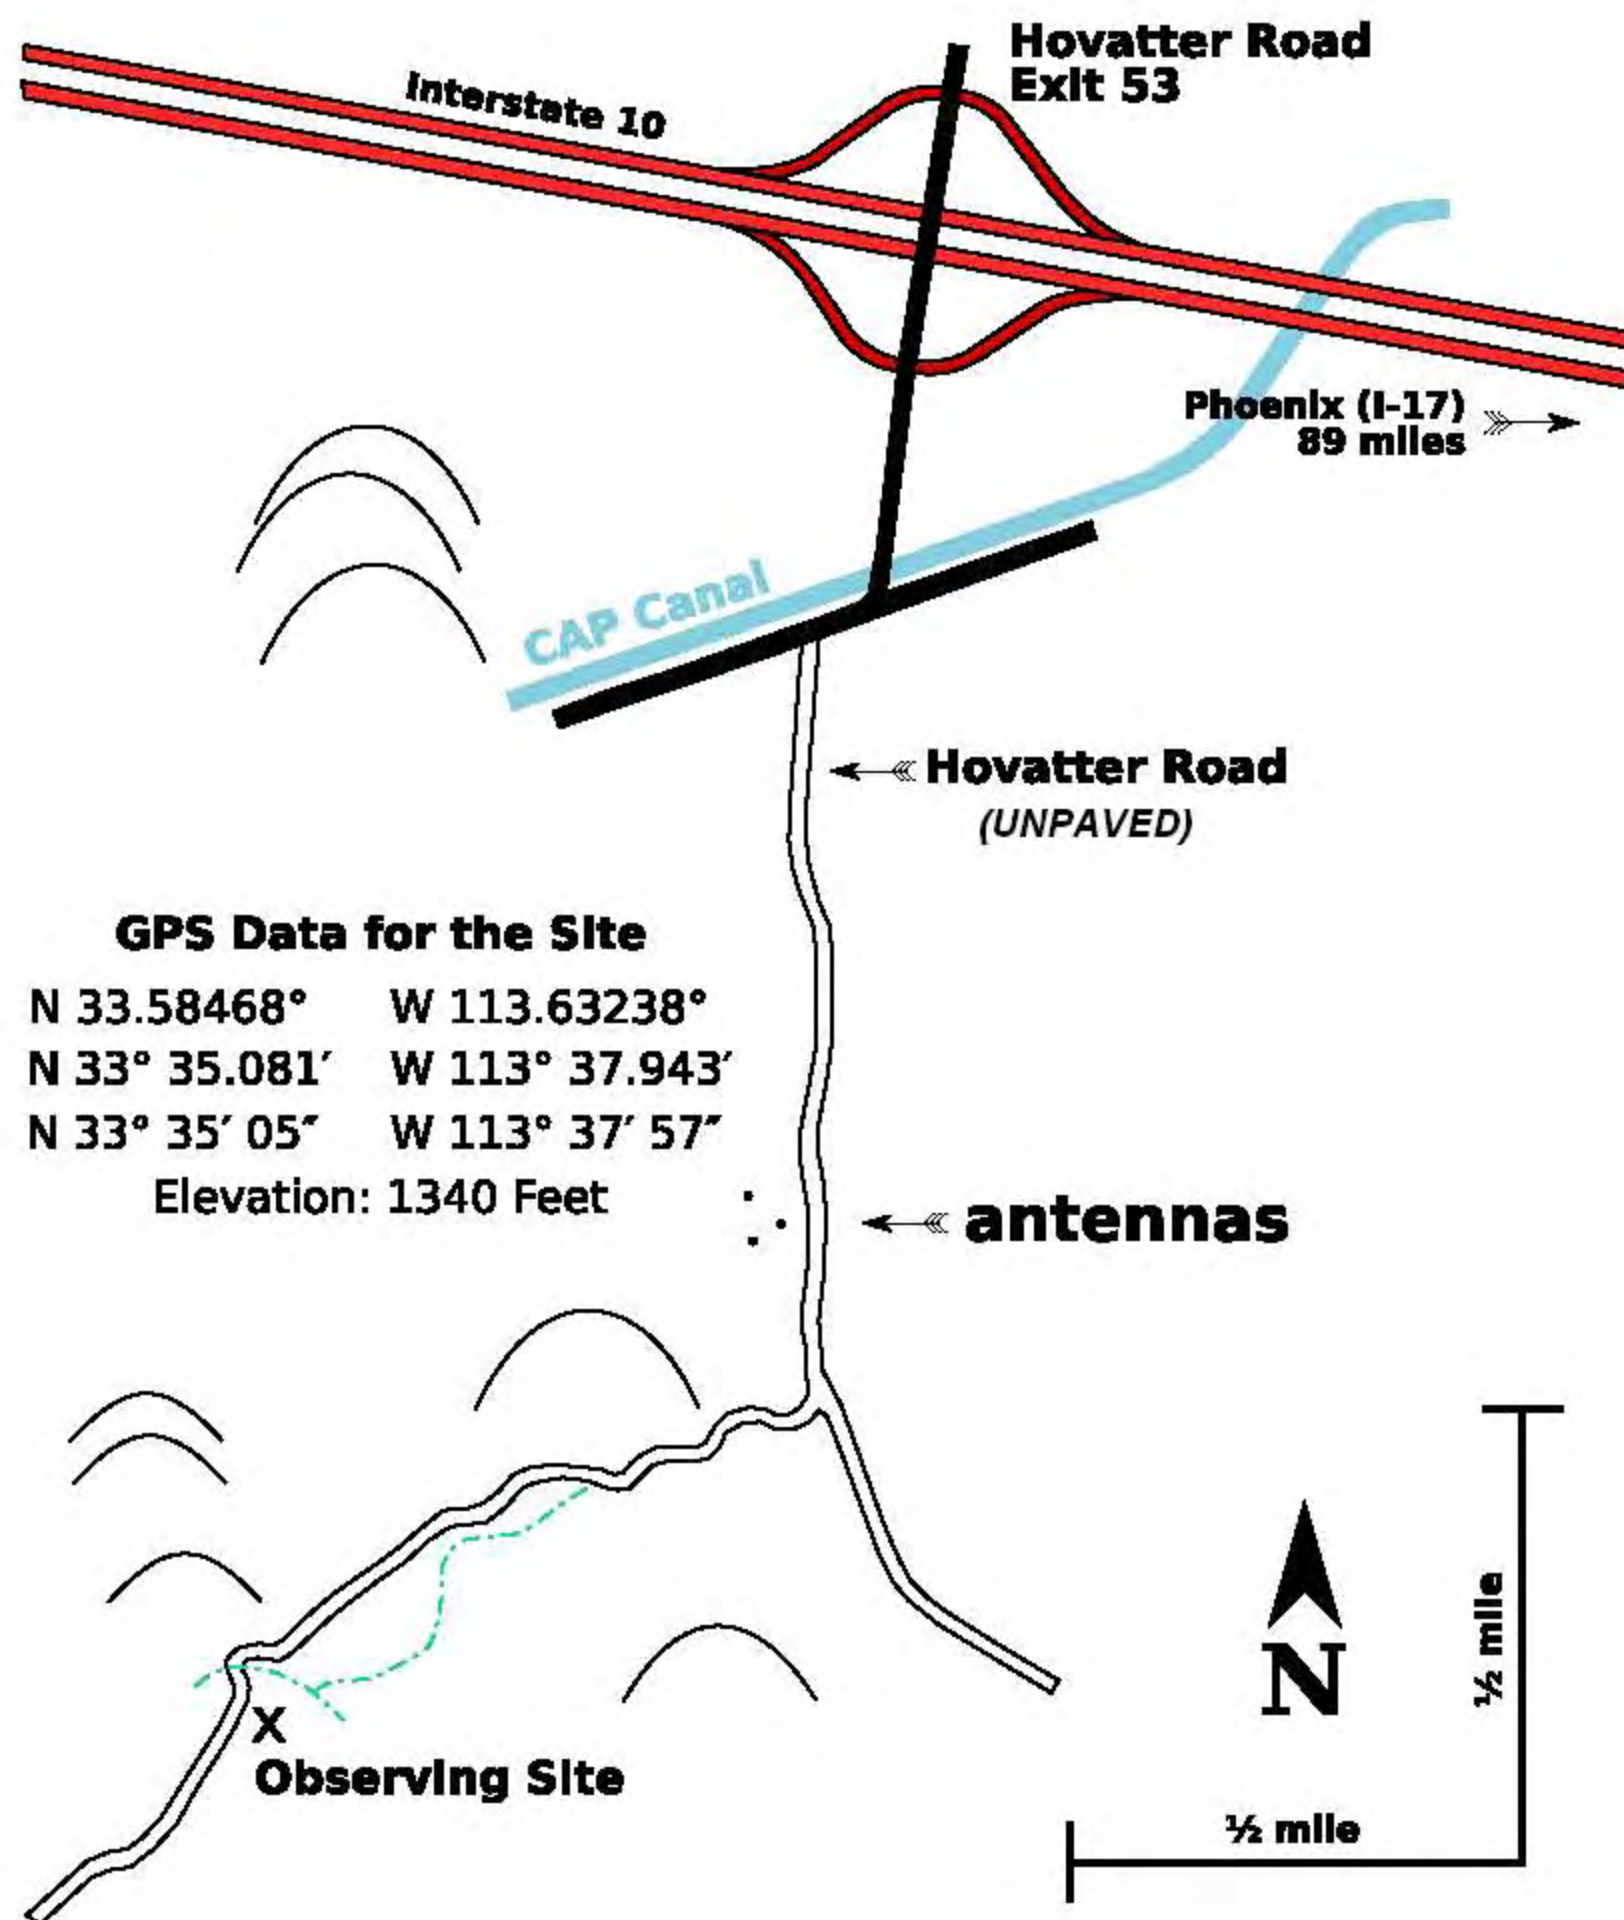 Hovatter Road
Exit 53
Interstate 10
Phoenix (I-17)
89 miles
CAP Canal
Hovatter Road
(UNPAVED)
GPS Data for the Site
N 33.58468° W 113.63238°
N 33° 35.081′ W 113° 37.943′
N 33° 35′ 05″ W 113° 37′ 57″
Elevation: 1340 Feet
antennas
½ mile
N
X
Observing Site
½ mile